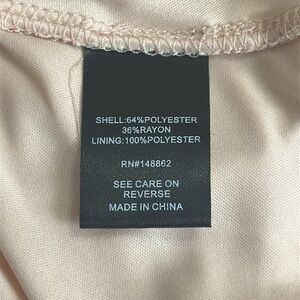 SHELL:64%POLYESTER
36%RAYON
LINING:100%POLYESTER
RN#148862
SEE CARE ON
REVERSE
MADE IN CHINA